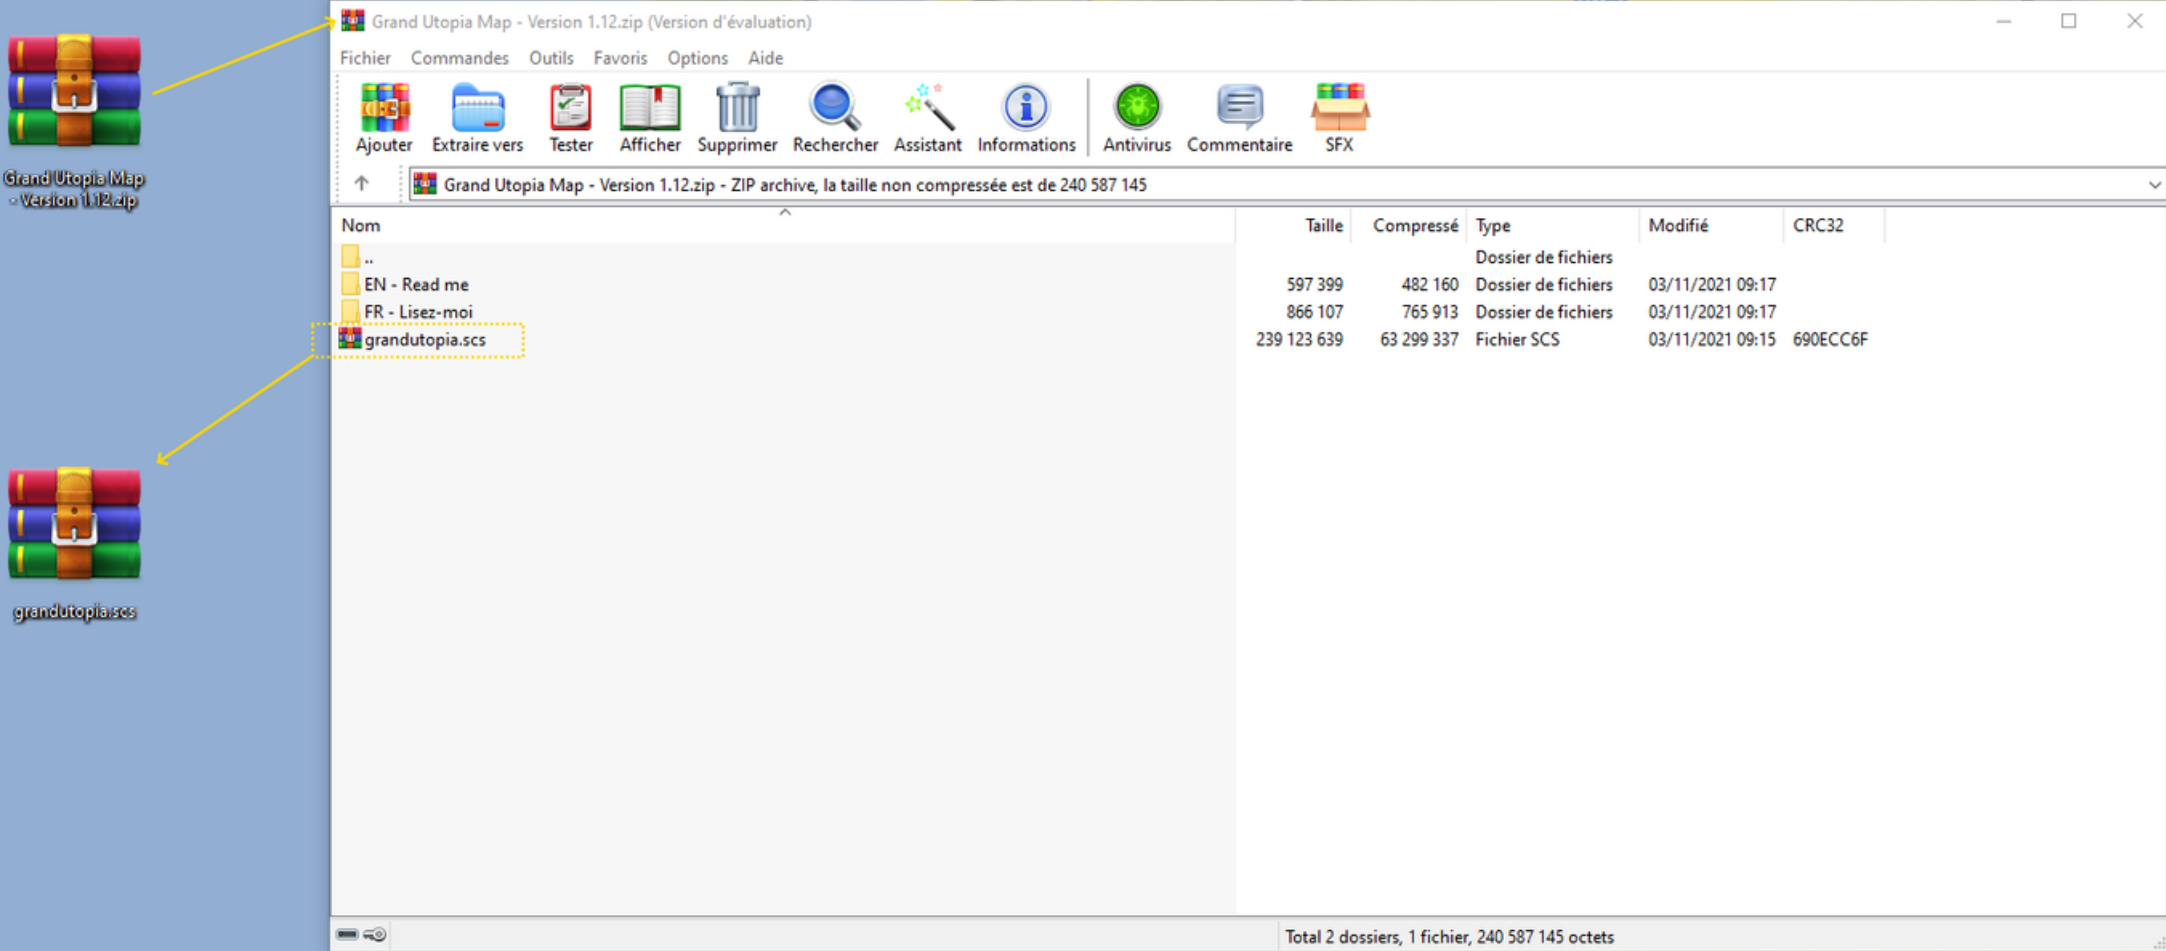 Grand Utopia Map
- Version 1.12.zip
grandutopia.scs
Grand Utopia Map - Version 1.12.zip (Version d'évaluation)
Fichier Commandes Outils Favoris Options Aide
Ajouter Extraire vers Tester Afficher Supprimer Rechercher Assistant Informations Antivirus Commentaire SFX
Grand Utopia Map - Version 1.12.zip - ZIP archive, la taille non compressée est de 240 587 145
Nom Taille Compressé Type Modifié CRC32
.. Dossier de fichiers
EN - Read me 597 399 482 160 Dossier de fichiers 03/11/2021 09:17
FR - Lisez-moi 866 107 765 913 Dossier de fichiers 03/11/2021 09:17
grandutopia.scs 239 123 639 63 299 337 Fichier SCS 03/11/2021 09:15 690ECC6F
Total 2 dossiers, 1 fichier, 240 587 145 octets